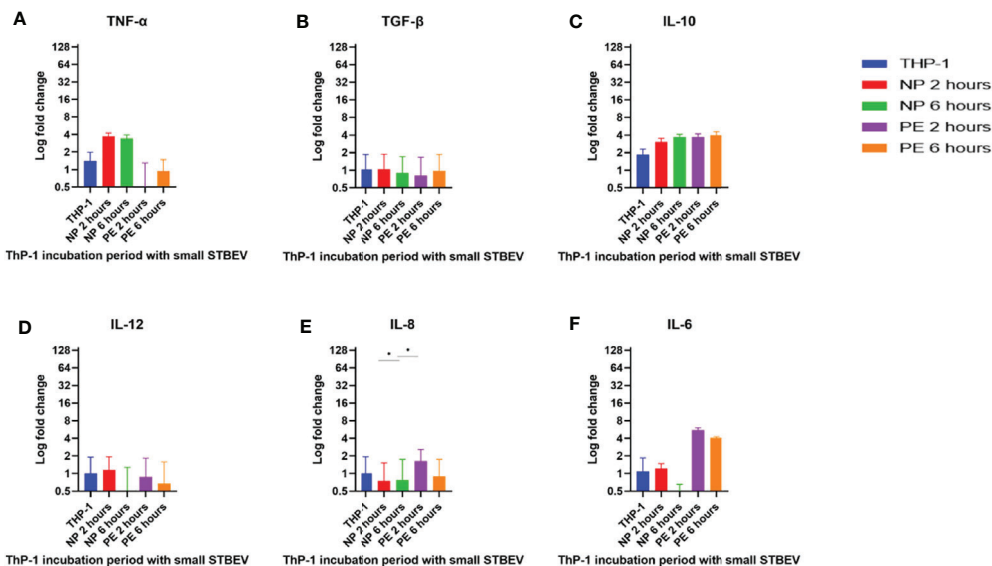 A
TNF-α
Log fold change
128
64
32
16
8
4
2
1
0.5
THP-1
NP 2 hours
NP 6 hours
PE 2 hours
PE 6 hours
ThP-1 incubation period with small STBEV
B
TGF-β
Log fold change
128
64
32
16
8
4
2
1
0.5
THP-1
NP 2 hours
NP 6 hours
PE 2 hours
PE 6 hours
ThP-1 incubation period with small STBEV
C
IL-10
Log fold change
128
64
32
16
8
4
2
1
0.5
THP-1
NP 2 hours
NP 6 hours
PE 2 hours
PE 6 hours
ThP-1 incubation period with small STBEV
THP-1
NP 2 hours
NP 6 hours
PE 2 hours
PE 6 hours
D
IL-12
Log fold change
128
64
32
16
8
4
2
1
0.5
THP-1
NP 2 hours
NP 6 hours
PE 2 hours
PE 6 hours
ThP-1 incubation period with small STBEV
E
IL-8
Log fold change
128
64
32
16
8
4
2
1
0.5
* *
THP-1
NP 2 hours
NP 6 hours
PE 2 hours
PE 6 hours
ThP-1 incubation period with small STBEV
F
IL-6
Log fold change
128
64
32
16
8
4
2
1
0.5
THP-1
NP 2 hours
NP 6 hours
PE 2 hours
PE 6 hours
ThP-1 incubation period with small STBEV